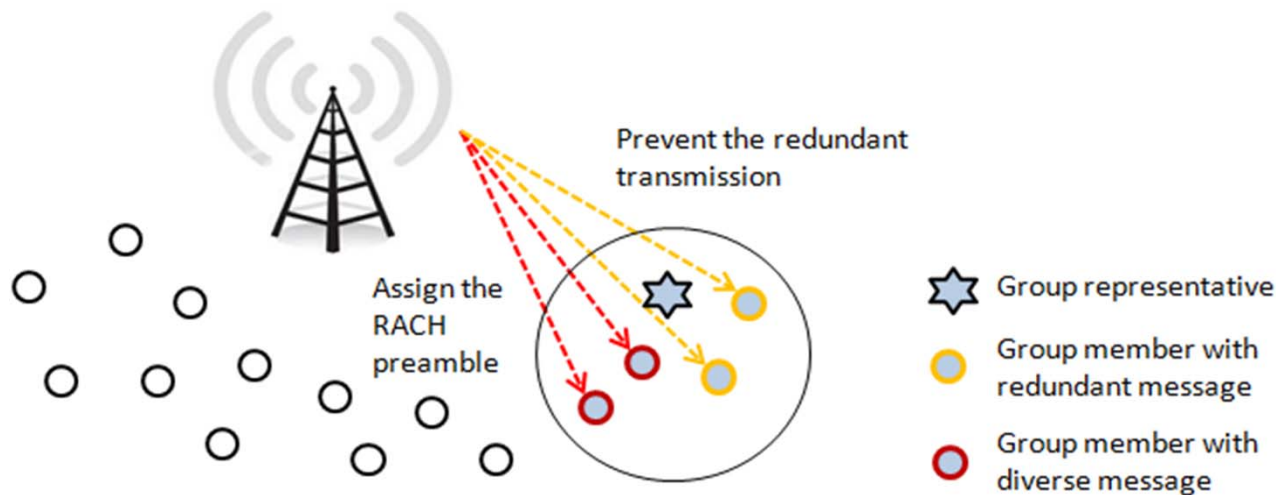 Prevent the redundant
transmission
Assign the
RACH
preamble
Group representative
Group member with
redundant message
Group member with
diverse message